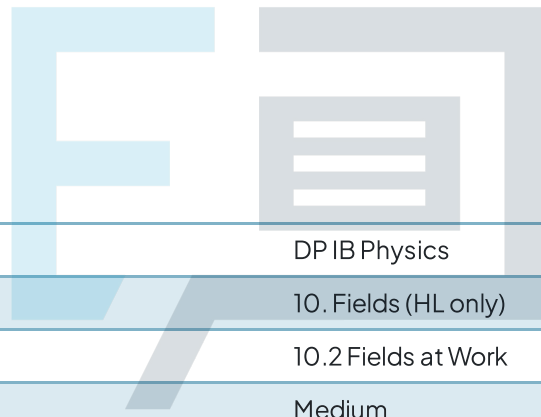 DP IB Physics
10. Fields (HL only)
10.2 Fields at Work
Medium